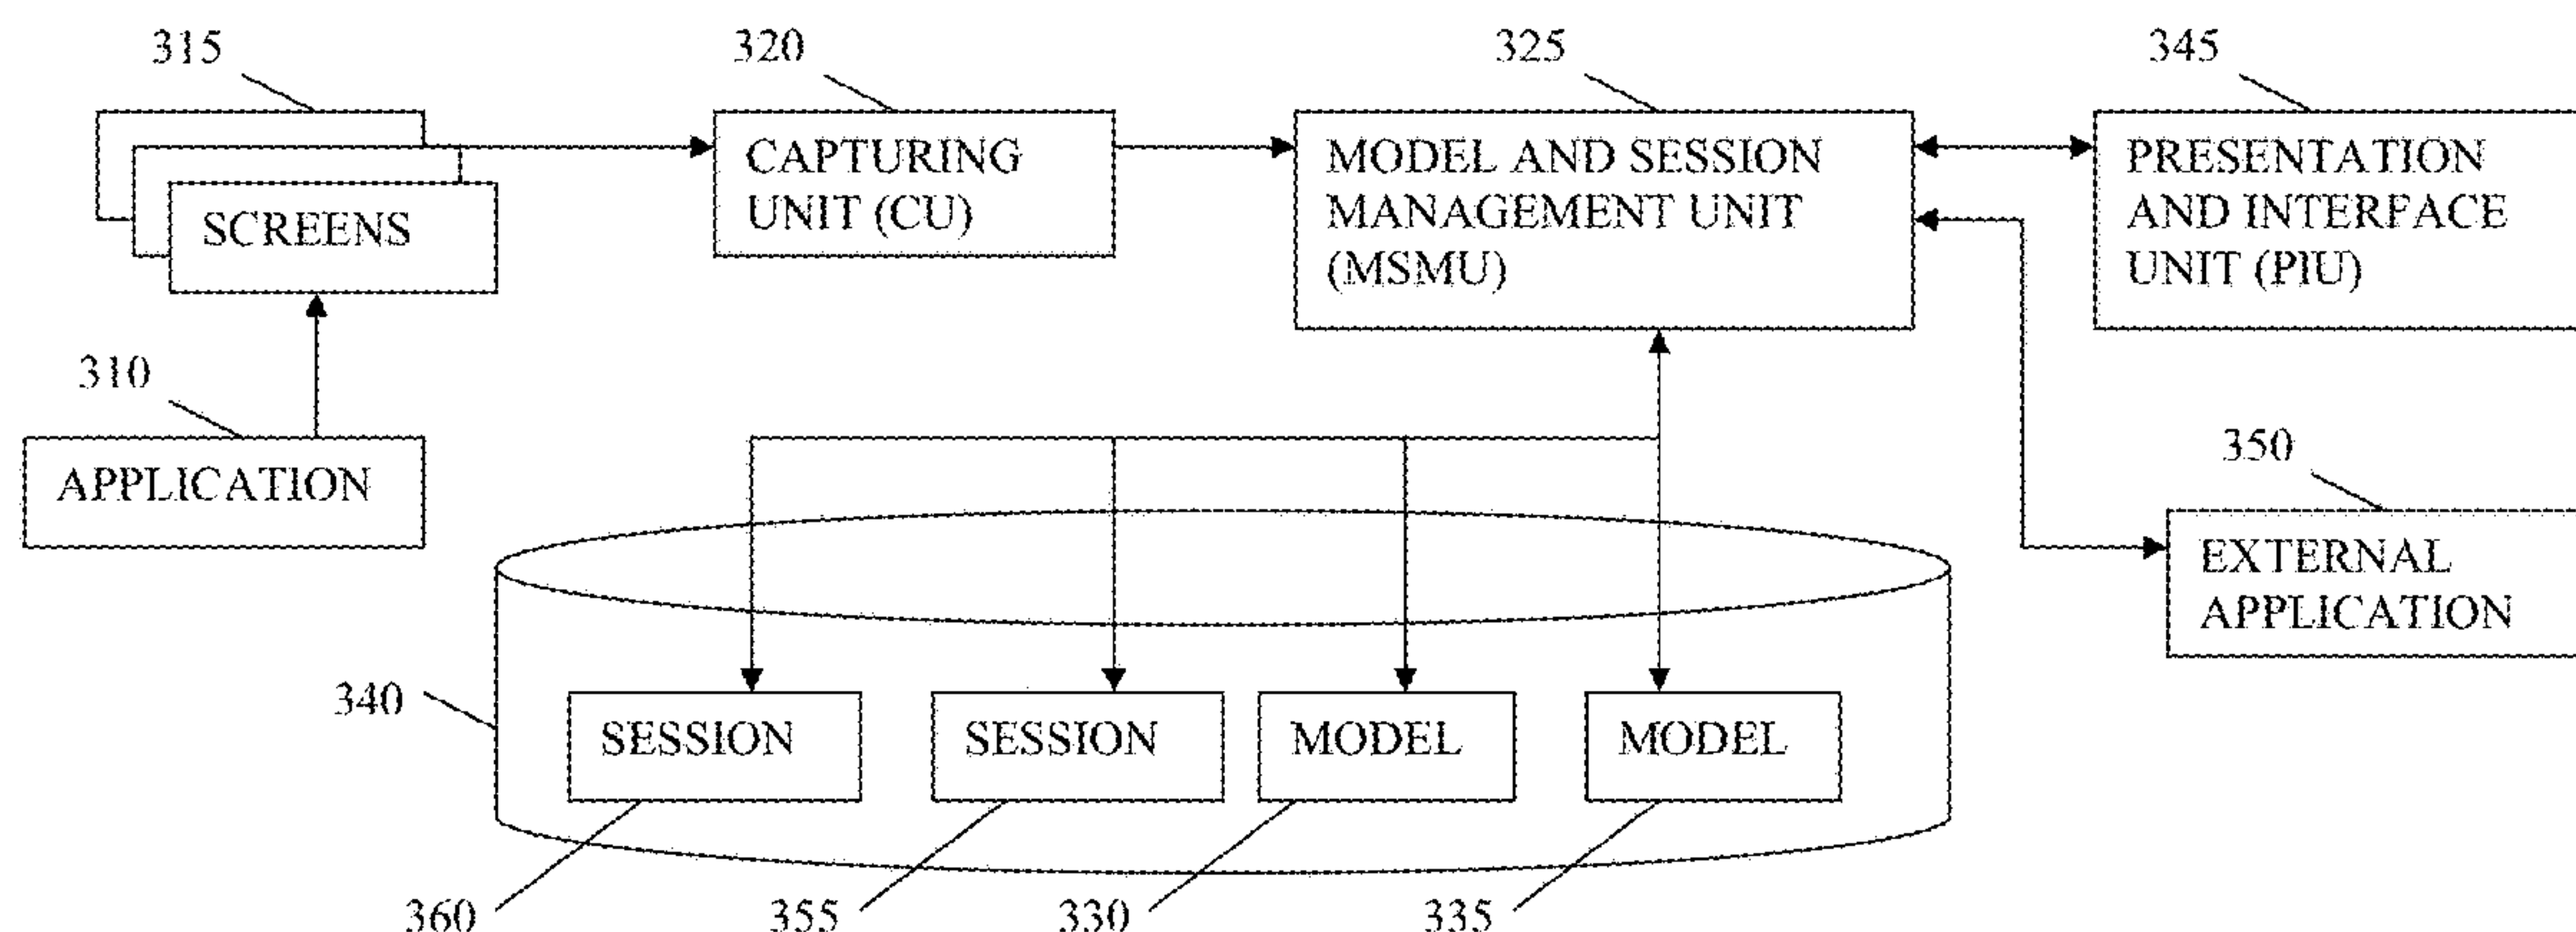 315
320
325
345
SCREENS
CAPTURING
UNIT (CU)
MODEL AND SESSION
MANAGEMENT UNIT
(MSMU)
PRESENTATION
AND INTERFACE
UNIT (PIU)
310
APPLICATION
350
EXTERNAL
APPLICATION
340
SESSION
SESSION
MODEL
MODEL
360
355
330
335